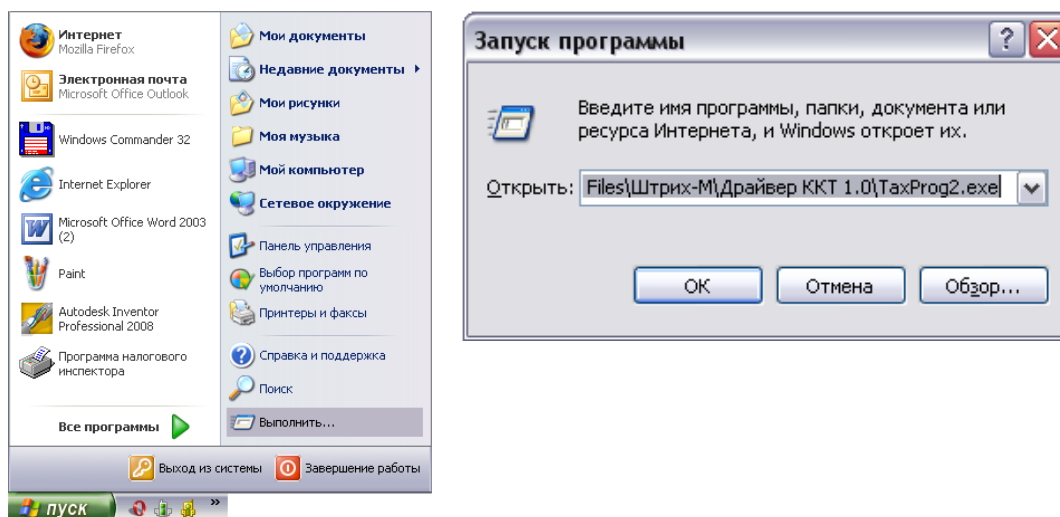 Интернет
Mozilla Firefox
Электронная почта
Microsoft Office Outlook
Windows Commander 32
Internet Explorer
Microsoft Office Word 2003
(2)
Paint
Autodesk Inventor
Professional 2008
Программа налогового
инспектора
Все программы
Мои документы
Недавние документы
Мои рисунки
Моя музыка
Мой компьютер
Сетевое окружение
Панель управления
Выбор программ по
умолчанию
Принтеры и факсы
Справка и поддержка
Поиск
Выполнить...
Выход из системы
Завершение работы
пуск
»
Запуск программы
Введите имя программы, папки, документа или
ресурса Интернета, и Windows откроет их.
Открыть: Files\Штрих-М\Драйвер ККТ 1.0\TaxProg2.exe
ОК
Отмена
Обзор...